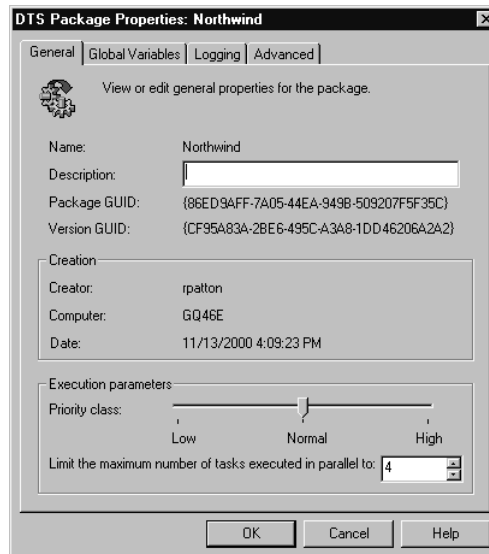 DTS Package Properties: Northwind
General Global Variables Logging Advanced
View or edit general properties for the package.
Name: Northwind
Description:
Package GUID: {86ED9AFF-7A05-44EA-949B-509207F5F35C}
Version GUID: {CF95A83A-2BE6-495C-A3A8-1DD46206A2A2}
Creation
Creator: rpatton
Computer: GQ46E
Date: 11/13/2000 4:09:23 PM
Execution parameters
Priority class:
Low Normal High
Limit the maximum number of tasks executed in parallel to: 4
OK Cancel Help